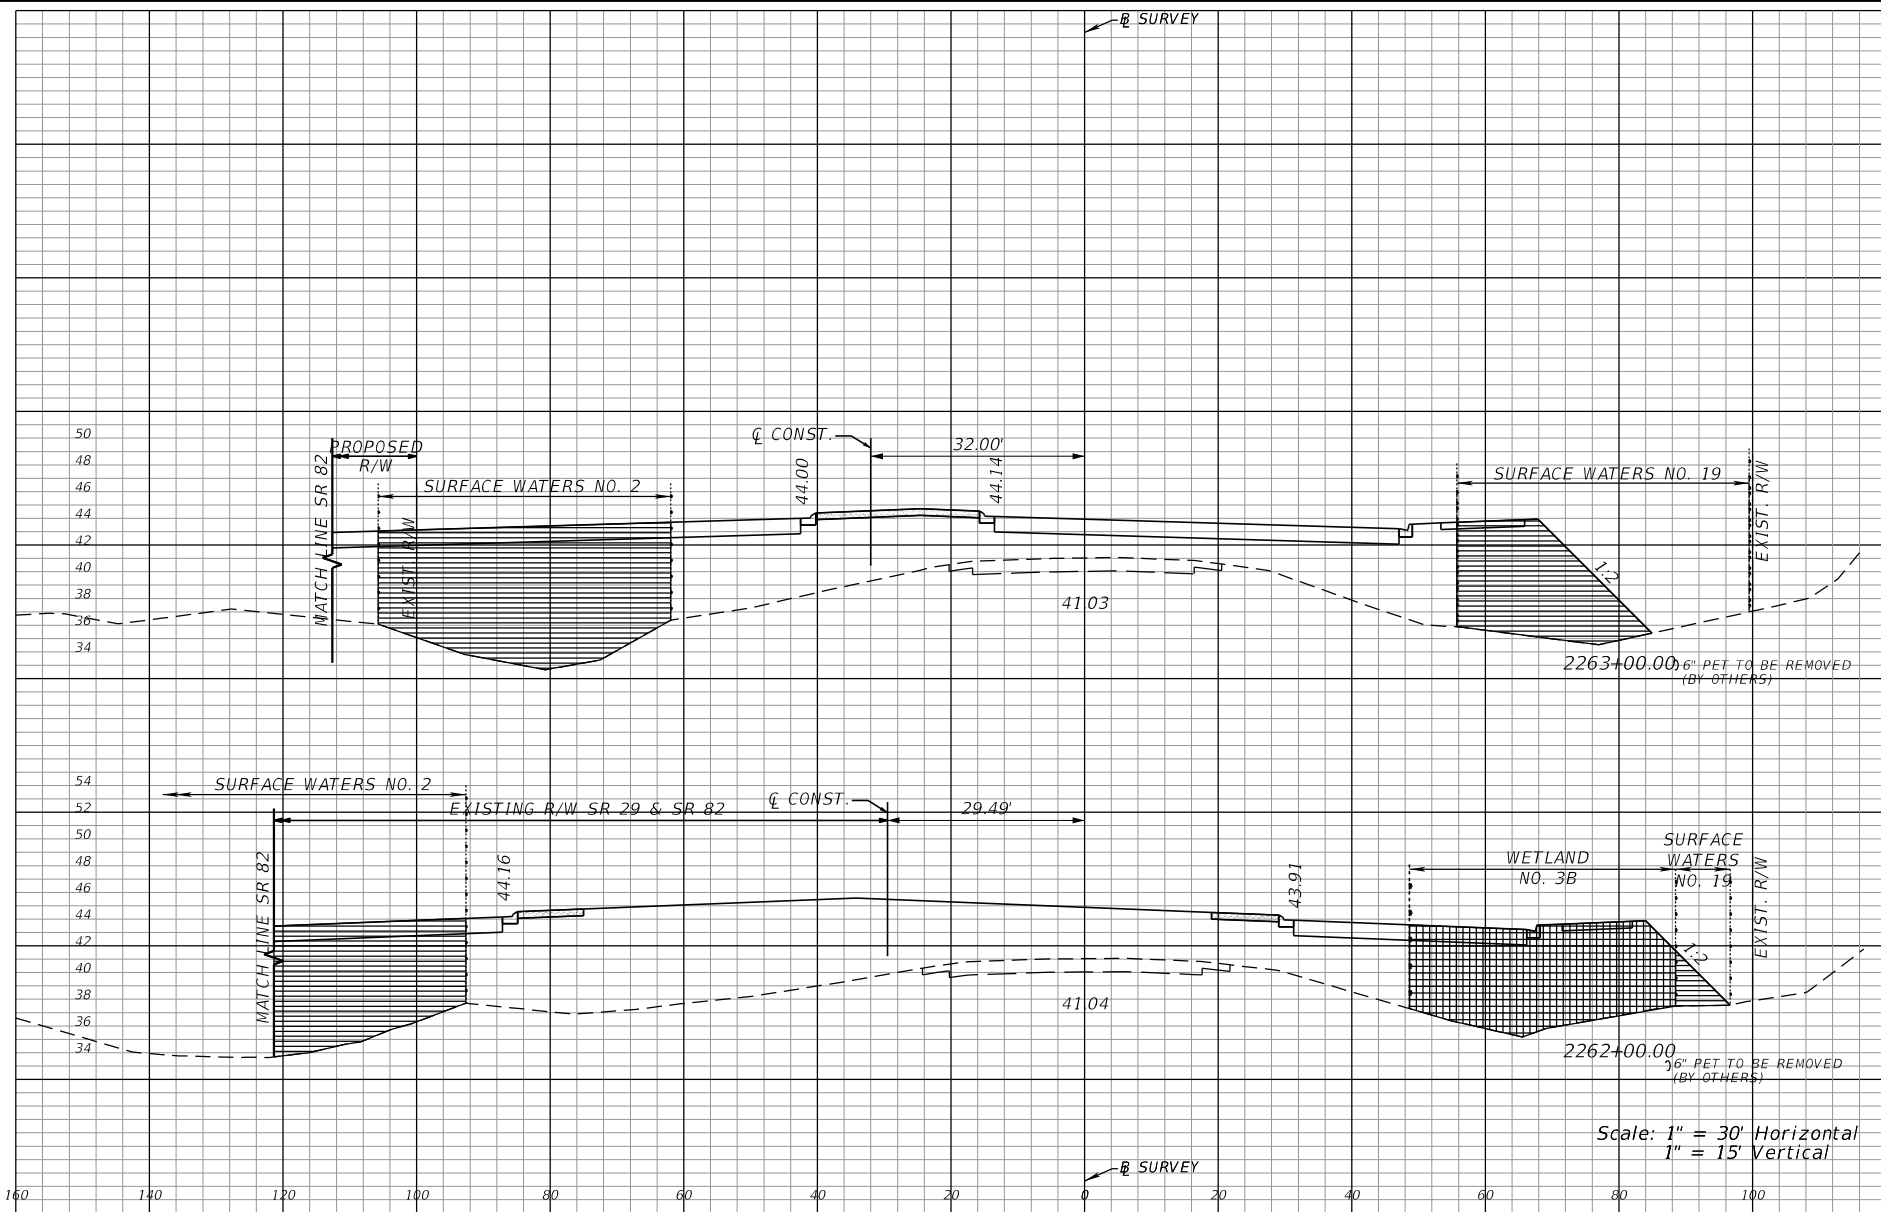 ℄ SURVEY
50
48
46
44
42
40
38
36
34
MATCH LINE SR 82
PROPOSED
R/W
SURFACE WATERS NO. 2
EXIST. R/W
℄ CONST.
32.00'
44.00
44.14
41.03
SURFACE WATERS NO. 19
EXIST. R/W
1:2
2263+00.00
6" PET TO BE REMOVED
(BY OTHERS)
54
52
50
48
46
44
42
40
38
36
34
SURFACE WATERS NO. 2
EXISTING R/W SR 29 & SR 82
℄ CONST.
29.49'
MATCH LINE SR 82
44.16
43.91
41.04
WETLAND
NO. 3B
SURFACE
WATERS
NO. 19
EXIST. R/W
1:2
2262+00.00
6" PET TO BE REMOVED
(BY OTHERS)
Scale: 1" = 30' Horizontal
1" = 15' Vertical
℄ SURVEY
160 140 120 100 80 60 40 20 0 20 40 60 80 100